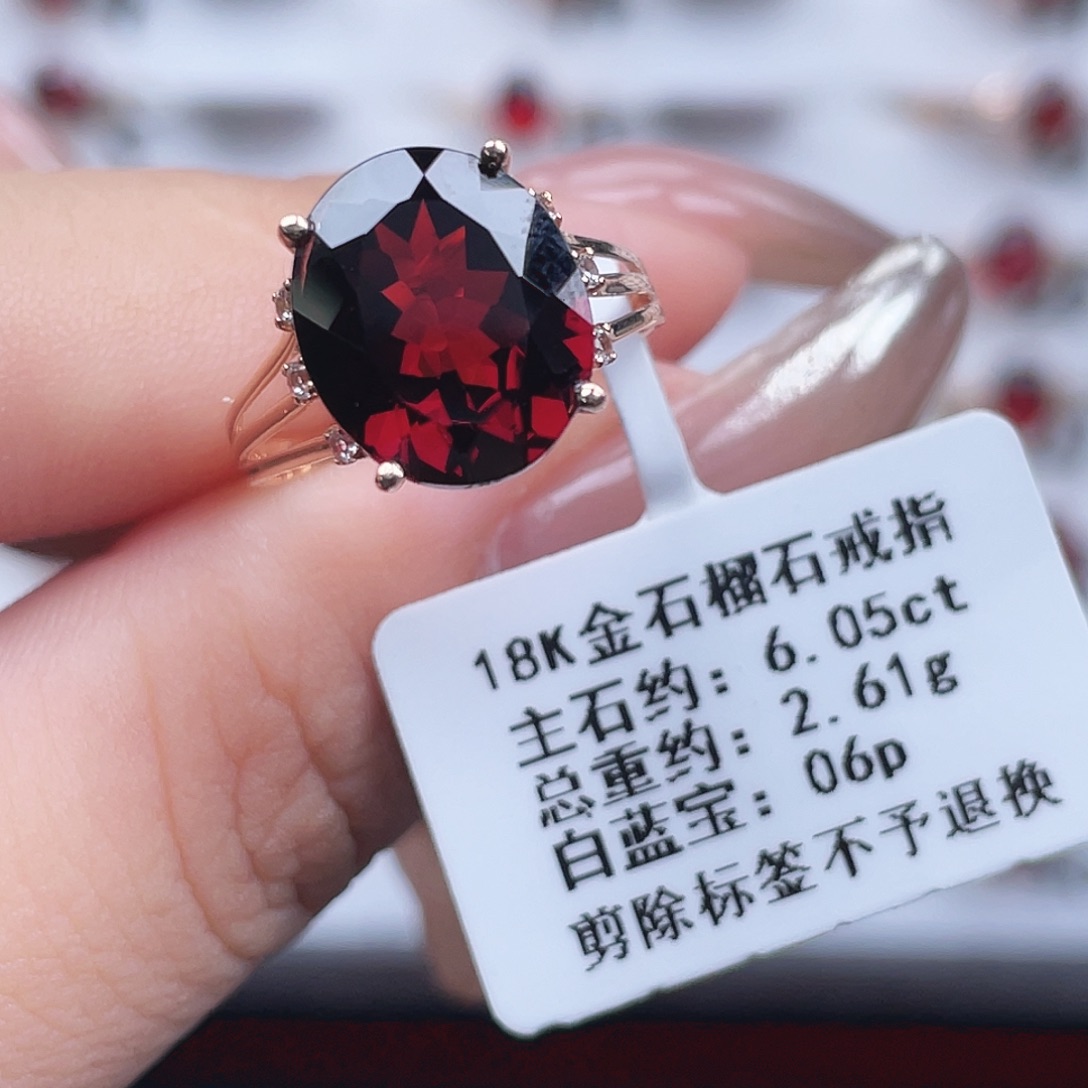 18K金石榴石戒指
主石约: 6.05ct
总重约: 2.61g
白蓝宝: 06p
剪除标签不予退换